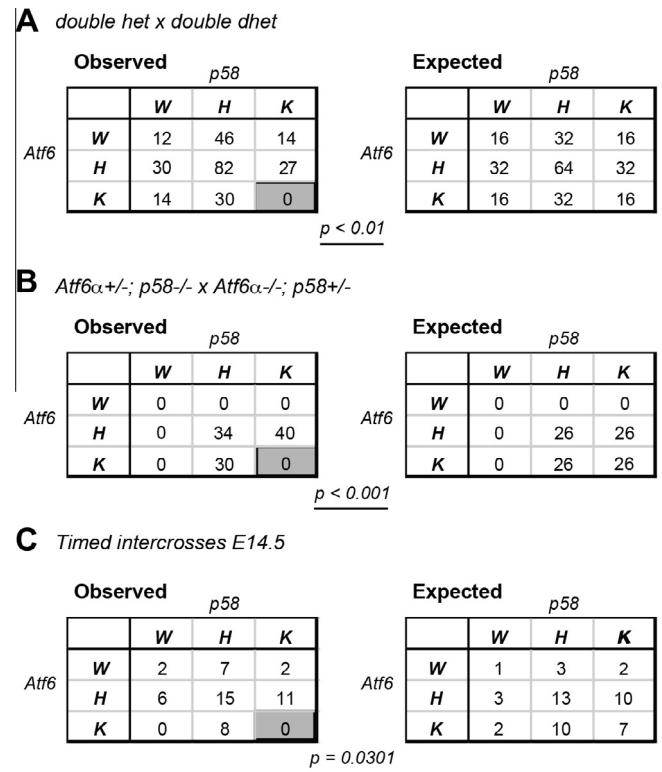 A double het x double dhet
Observed Expected
p58 p58
W H K W H K
Atf6 W 12 46 14 Atf6 W 16 32 16
H 30 82 27 H 32 64 32
K 14 30 0 K 16 32 16
p < 0.01
B Atf6α+/-; p58-/- x Atf6α-/-; p58+/-
Observed Expected
p58 p58
W H K W H K
Atf6 W 0 0 0 Atf6 W 0 0 0
H 0 34 40 H 0 26 26
K 0 30 0 K 0 26 26
p < 0.001
C Timed intercrosses E14.5
Observed Expected
p58 p58
W H K W H K
Atf6 W 2 7 2 Atf6 W 1 3 2
H 6 15 11 H 3 13 10
K 0 8 0 K 2 10 7
p = 0.0301